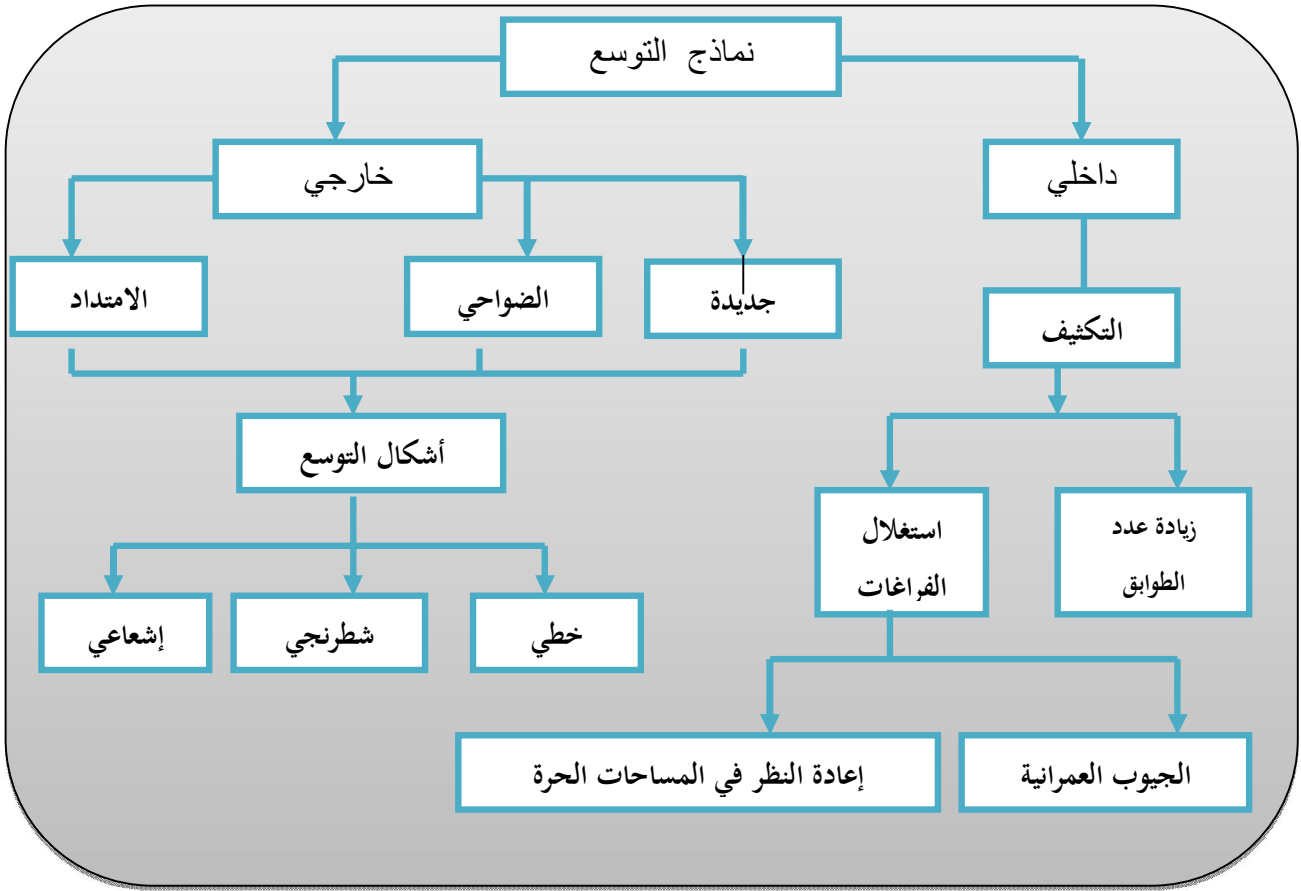 نماذج التوسع
داخلي
خارجي
جديدة
الضواحي
الامتداد
التكثيف
أشكال التوسع
زيادة عدد
الطوابق
استغلال
الفراغات
خطي
شطرنجي
إشعاعي
الجيوب العمرانية
إعادة النظر في المساحات الحرة